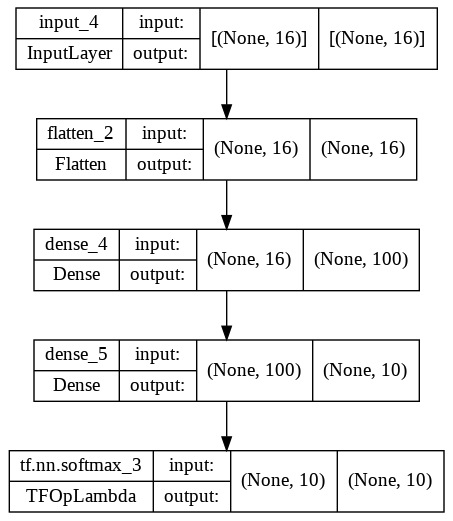 input_4 input: [(None, 16)] [(None, 16)]
InputLayer output:
flatten_2 input: (None, 16) (None, 16)
Flatten output:
dense_4 input: (None, 16) (None, 100)
Dense output:
dense_5 input: (None, 100) (None, 10)
Dense output:
tf.nn.softmax_3 input: (None, 10) (None, 10)
TFOpLambda output: